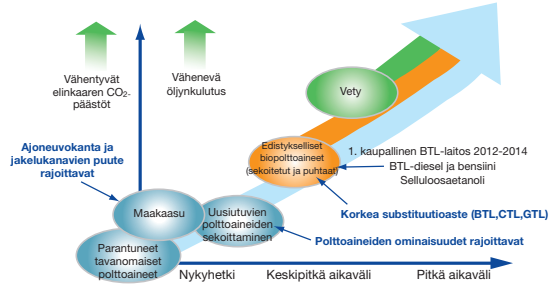 Vähentyvät
elinkaaren CO₂-
päästöt
Vähenevä
öljynkulutus
Vety
Ajoneuvokanta ja
jakelukanavien puute
rajoittavat
Edistykselliset
biopolttoaineet
(sekoitetut ja puhtaat)
1. kaupallinen BTL-laitos 2012-2014
BTL-diesel ja bensiini
Selluloosaetanoli
Korkea substituutioaste (BTL,CTL,GTL)
Maakaasu
Uusiutuvien
polttoaineiden
sekoittaminen
Polttoaineiden ominaisuudet rajoittavat
Parantuneet
tavanomaiset
polttoaineet
Nykyhetki
Keskipitkä aikaväli
Pitkä aikaväli